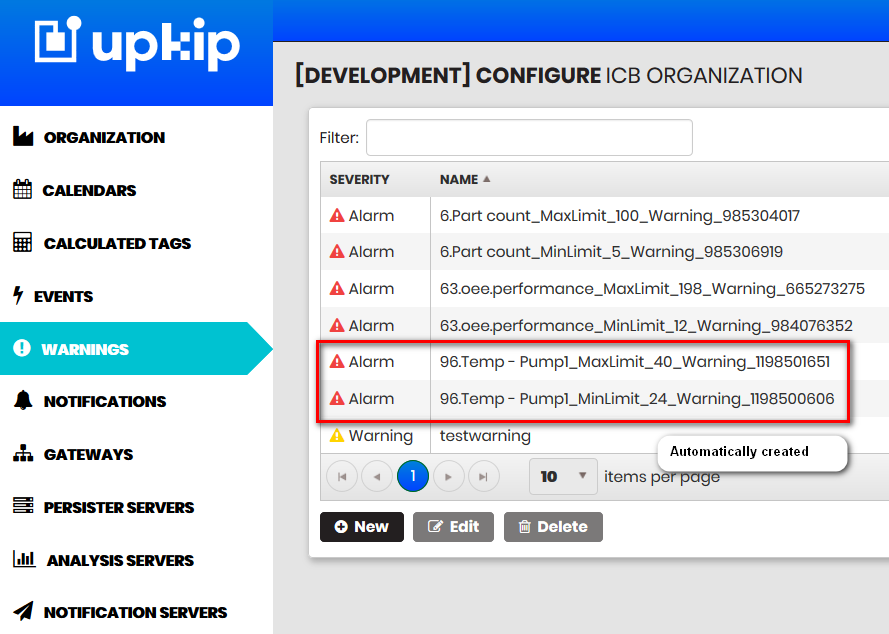 upkip
[DEVELOPMENT] CONFIGURE ICB ORGANIZATION
ORGANIZATION
CALENDARS
CALCULATED TAGS
EVENTS
WARNINGS
NOTIFICATIONS
GATEWAYS
PERSISTER SERVERS
ANALYSIS SERVERS
NOTIFICATION SERVERS
Filter:
SEVERITY NAME
Alarm 6.Part count_MaxLimit_100_Warning_985304017
Alarm 6.Part count_MinLimit_5_Warning_985306919
Alarm 63.oee.performance_MaxLimit_198_Warning_665273275
Alarm 63.oee.performance_MinLimit_12_Warning_984076352
Alarm 96.Temp - Pump1_MaxLimit_40_Warning_1198501651
Alarm 96.Temp - Pump1_MinLimit_24_Warning_1198500606
Warning testwarning
Automatically created
1 10 items per page
New Edit Delete